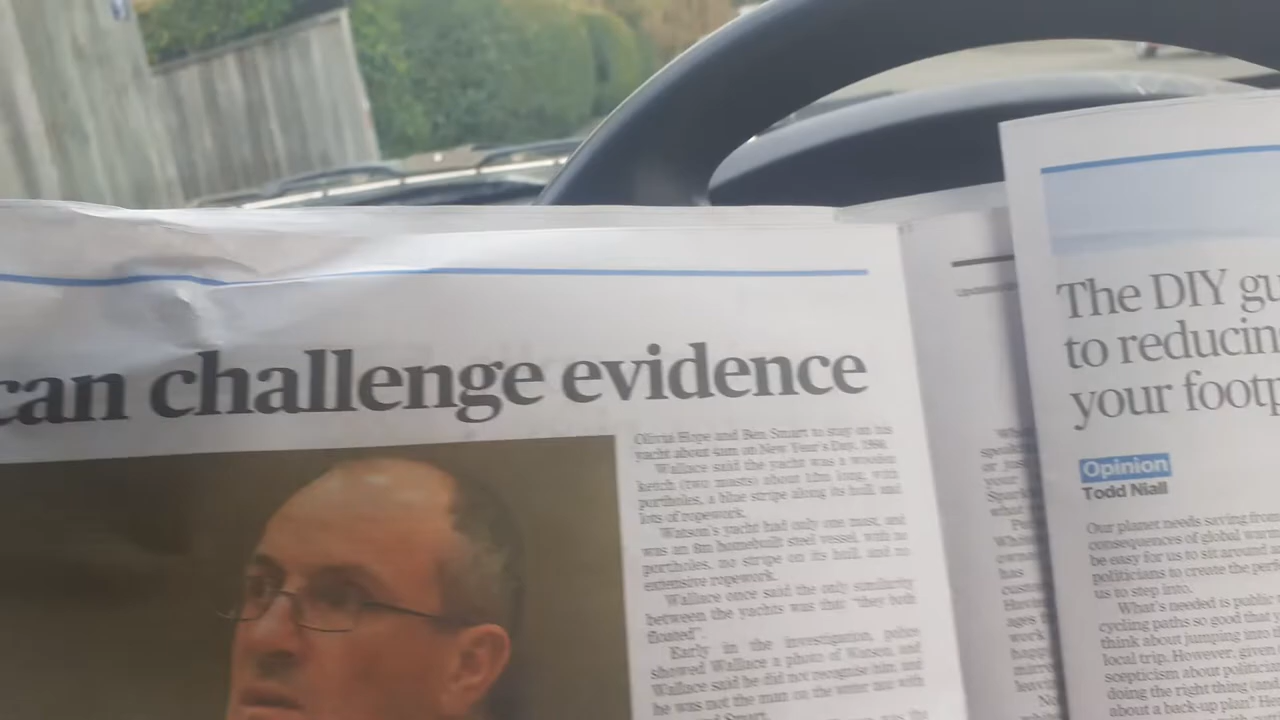 can challenge evidence
Olivia Hope and Ben Smart to stay on his
yacht about 4am on New Year's Day, 1998.
Wallace said the yacht was a wooden
ketch (two masts) about 12m long, with
portholes, a blue stripe along its hull and
lots of ropework.
Watson's yacht had only one mast, and
was an 8m homebuilt steel vessel, with no
portholes, no stripe on its hull, and no
extensive ropework.
Wallace once said the only similarity
between the yachts was that "they both
floated".
Early in the investigation, police
showed Wallace a photo of Watson, and
Wallace said he did not recognise him, and
he was not the man on the water taxi with
Smart.
The DIY gu
to reducin
your footp
Opinion
Todd Niall
Our planet needs saving from
consequences of global warm
be easy for us to sit around a
politicians to create the perf
us to step into.
What's needed is public
cycling paths so good that
think about jumping into
local trip. However, given
scepticism about politician
doing the right thing (and
about a back-up plan? He